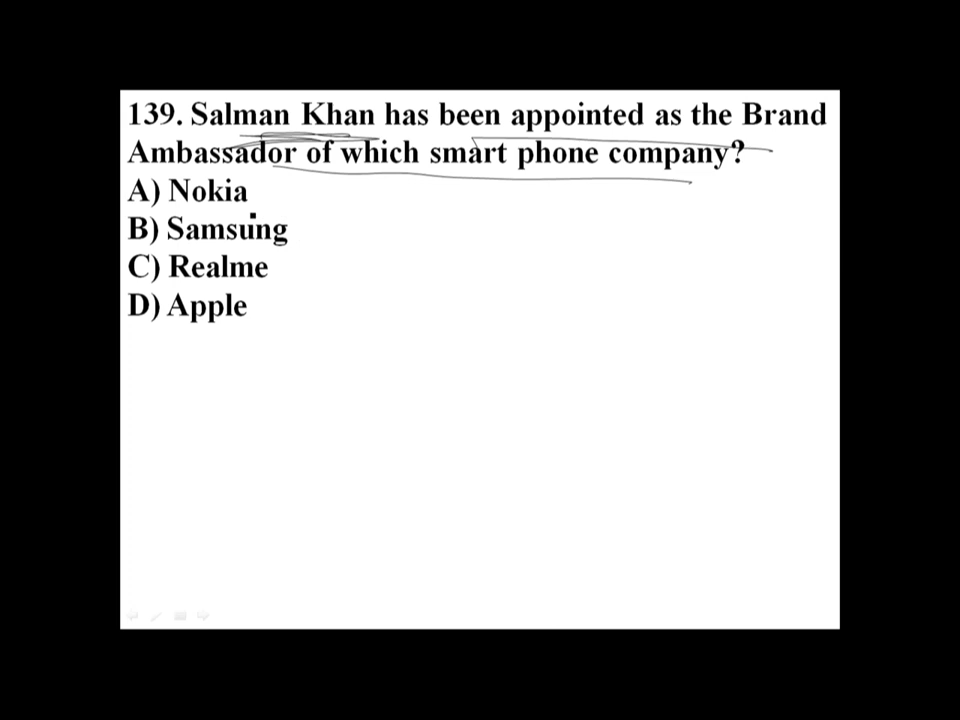 139. Salman Khan has been appointed as the Brand
Ambassador of which smart phone company?
A) Nokia
B) Samsung
C) Realme
D) Apple